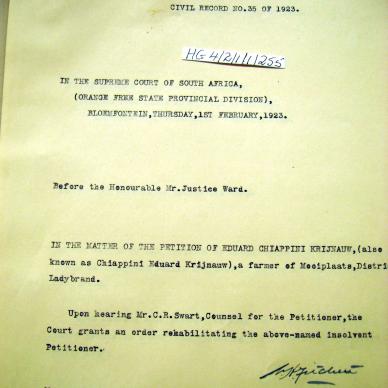 CIVIL RECORD NO.35 OF 1923.
HG 4/2/1/1/255
IN THE SUPREME COURT OF SOUTH AFRICA,
(ORANGE FREE STATE PROVINCIAL DIVISION),
BLOEMFONTEIN,THURSDAY,1ST FEBRUARY,1923.
Before the Honourable Mr.Justice Ward.
IN THE MATTER OF THE PETITION OF EDUARD CHIAPPINI KRIJNAUW,(also
known as Chiappini Eduard Krijnauw),a farmer of Mooiplaats,Distri
Ladybrand.
Upon hearing Mr.C.R.Swart,Counsel for the Petitioner,the
Court grants an order rehabilitating the above-named insolvent
Petitioner.